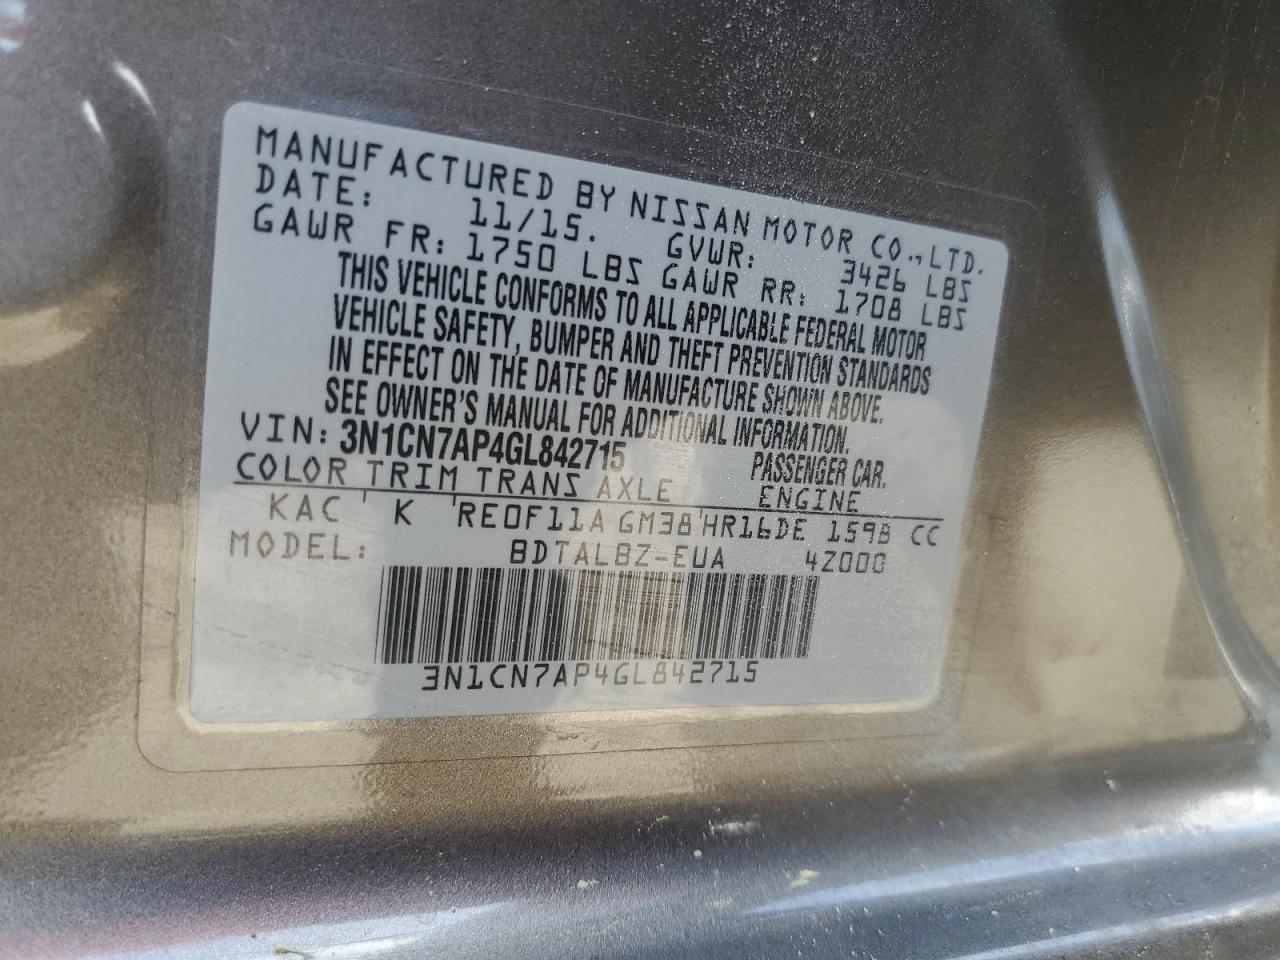 MANUFACTURED BY NISSAN MOTOR CO.,LTD.
DATE: 11/15. GVWR: 3426 LBS
GAWR FR: 1750 LBS GAWR RR: 1708 LBS
THIS VEHICLE CONFORMS TO ALL APPLICABLE FEDERAL MOTOR
VEHICLE SAFETY, BUMPER AND THEFT PREVENTION STANDARDS
IN EFFECT ON THE DATE OF MANUFACTURE SHOWN ABOVE.
SEE OWNER'S MANUAL FOR ADDITIONAL INFORMATION.
VIN: 3N1CN7AP4GL842715 PASSENGER CAR.
COLOR TRIM TRANS AXLE ENGINE
KAC K RE0F11A GM38 HR16DE 1598 CC
MODEL: BDTALBZ-EUA 42000
3N1CN7AP4GL842715